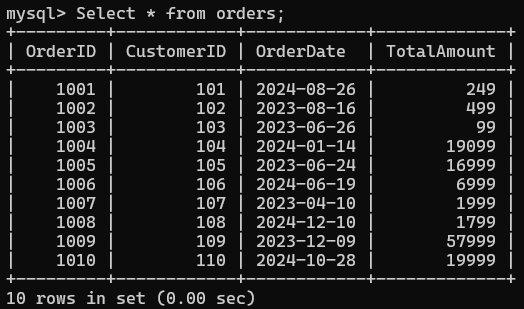 mysql> Select * from orders;
+---------+------------+------------+-------------+
| OrderID | CustomerID | OrderDate  | TotalAmount |
+---------+------------+------------+-------------+
|    1001 |        101 | 2024-08-26 |         249 |
|    1002 |        102 | 2023-08-16 |         499 |
|    1003 |        103 | 2023-06-26 |          99 |
|    1004 |        104 | 2024-01-14 |       19099 |
|    1005 |        105 | 2023-06-24 |       16999 |
|    1006 |        106 | 2024-06-19 |        6999 |
|    1007 |        107 | 2023-04-10 |        1999 |
|    1008 |        108 | 2024-12-10 |        1799 |
|    1009 |        109 | 2023-12-09 |       57999 |
|    1010 |        110 | 2024-10-28 |       19999 |
+---------+------------+------------+-------------+
10 rows in set (0.00 sec)